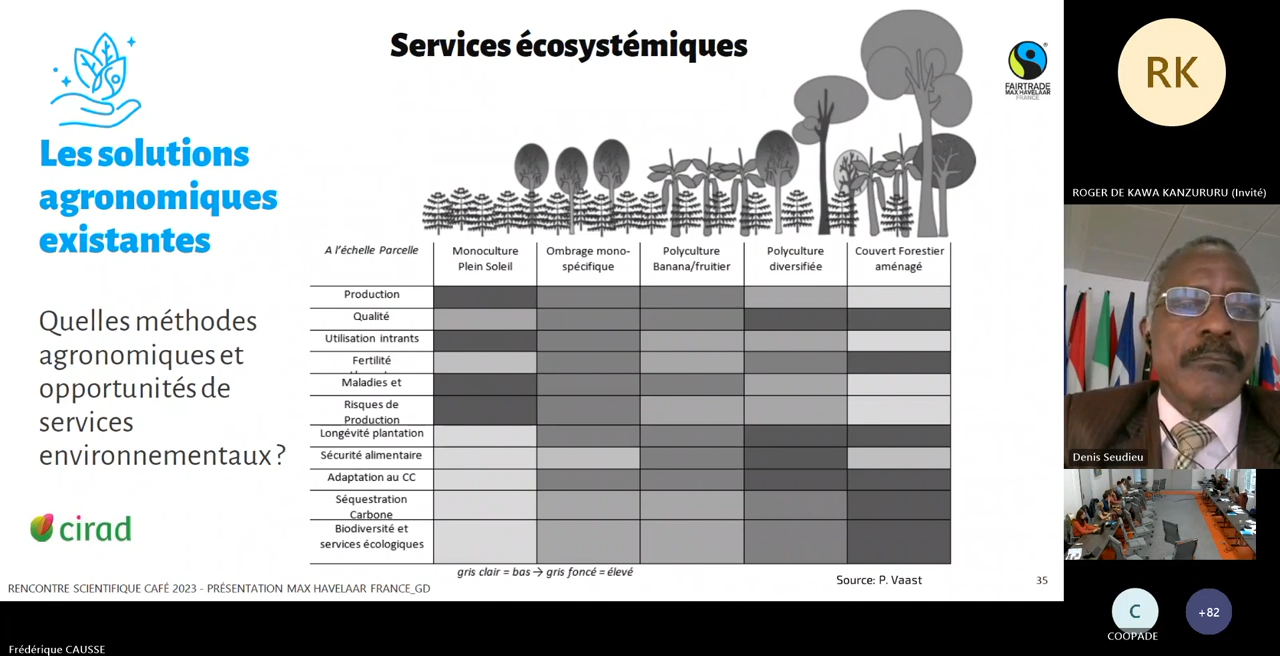 Services écosystémiques
FAIRTRADE
MAX HAVELAAR
FRANCE
Les solutions
agronomiques
existantes
Quelles méthodes
agronomiques et
opportunités de
services
environnementaux ?
cirad
A l'échelle Parcelle
Monoculture
Plein Soleil
Ombrage mono-
spécifique
Polyculture
Banana/fruitier
Polyculture
diversifiée
Couvert Forestier
aménagé
Production
Qualité
Utilisation intrants
Fertilité
Maladies et
Risques de
Production
Longévité plantation
Sécurité alimentaire
Adaptation au CC
Séquestration
Carbone
Biodiversité et
services écologiques
gris clair = bas → gris foncé = élevé
Source: P. Vaast
35
RENCONTRE SCIENTIFIQUE CAFÉ 2023 - PRÉSENTATION MAX HAVELAAR FRANCE_GD
Frédérique CAUSSE
RK
ROGER DE KAWA KANZURURU (Invité)
Denis Seudieu
C
COOPADE
+82